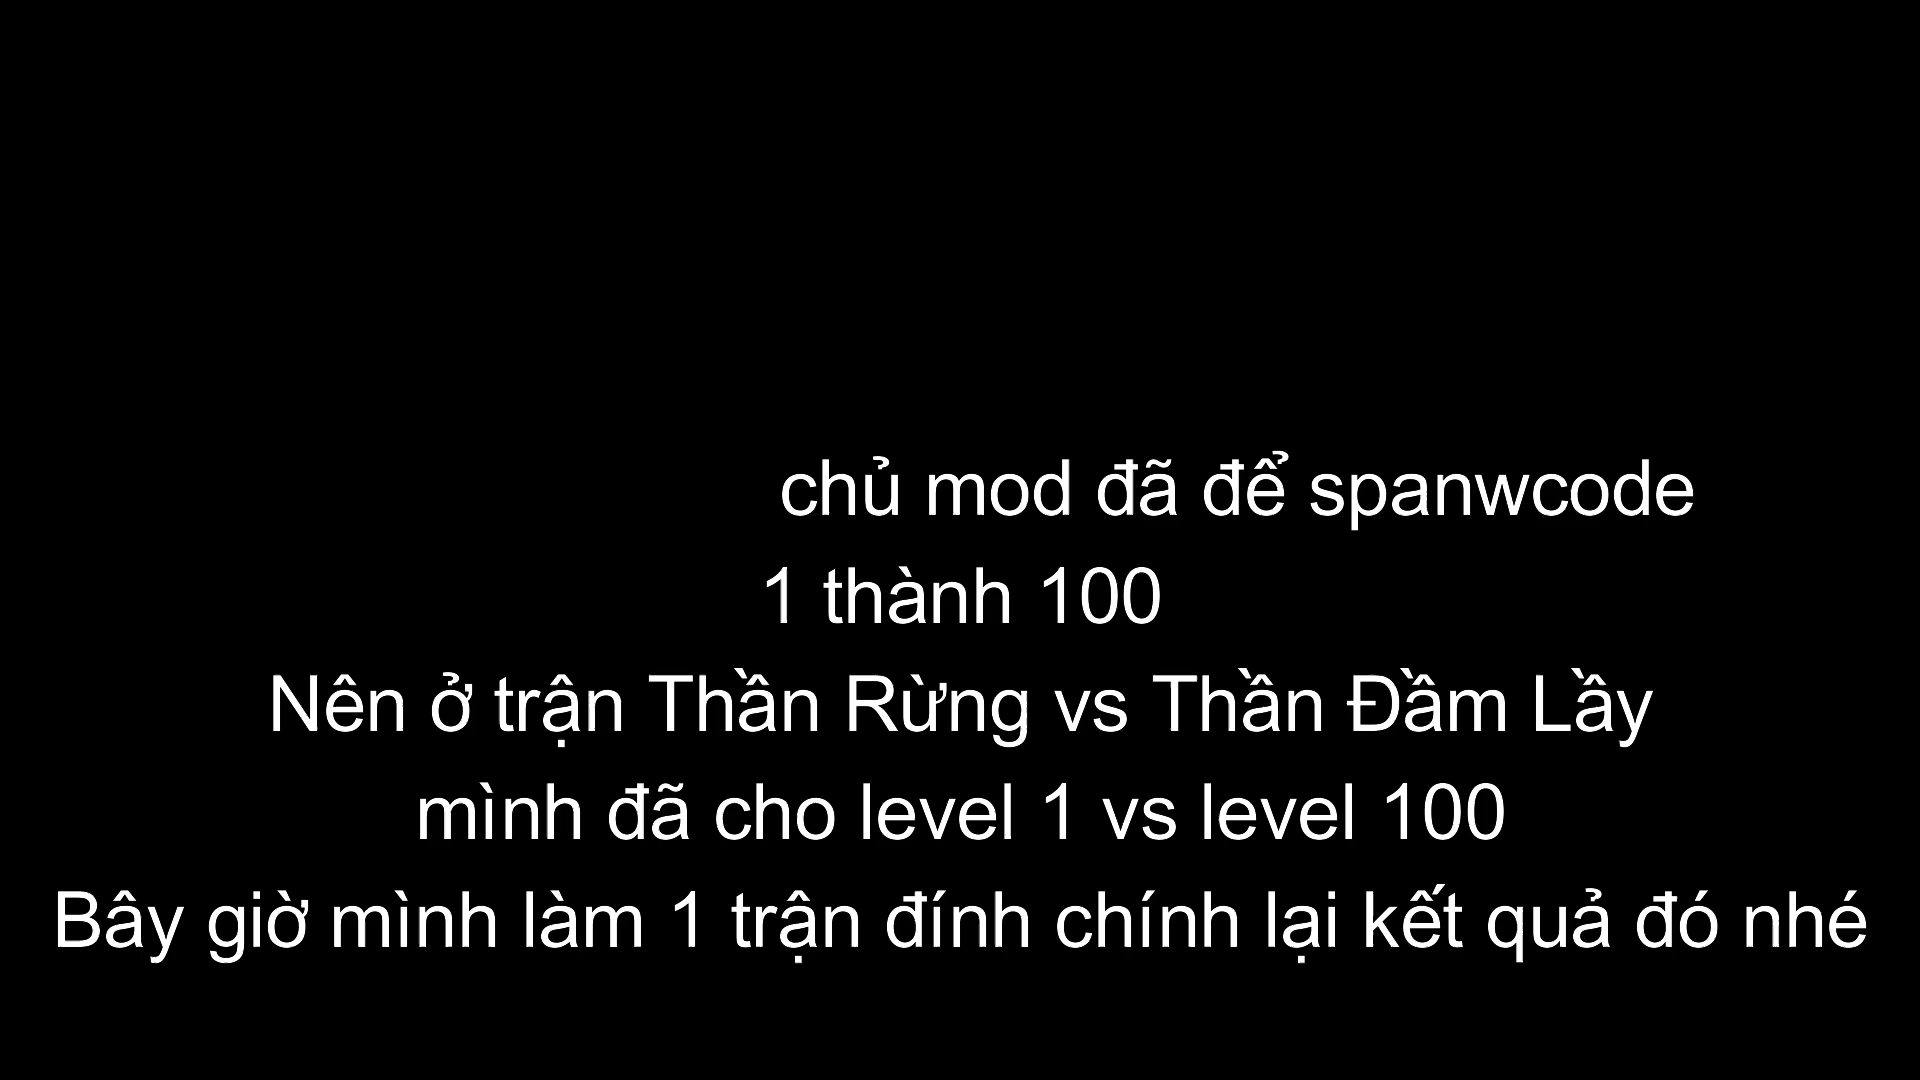 chủ mod đã để spanwcode
1 thành 100
Nên ở trận Thần Rừng vs Thần Đầm Lầy
mình đã cho level 1 vs level 100
Bây giờ mình làm 1 trận đính chính lại kết quả đó nhé